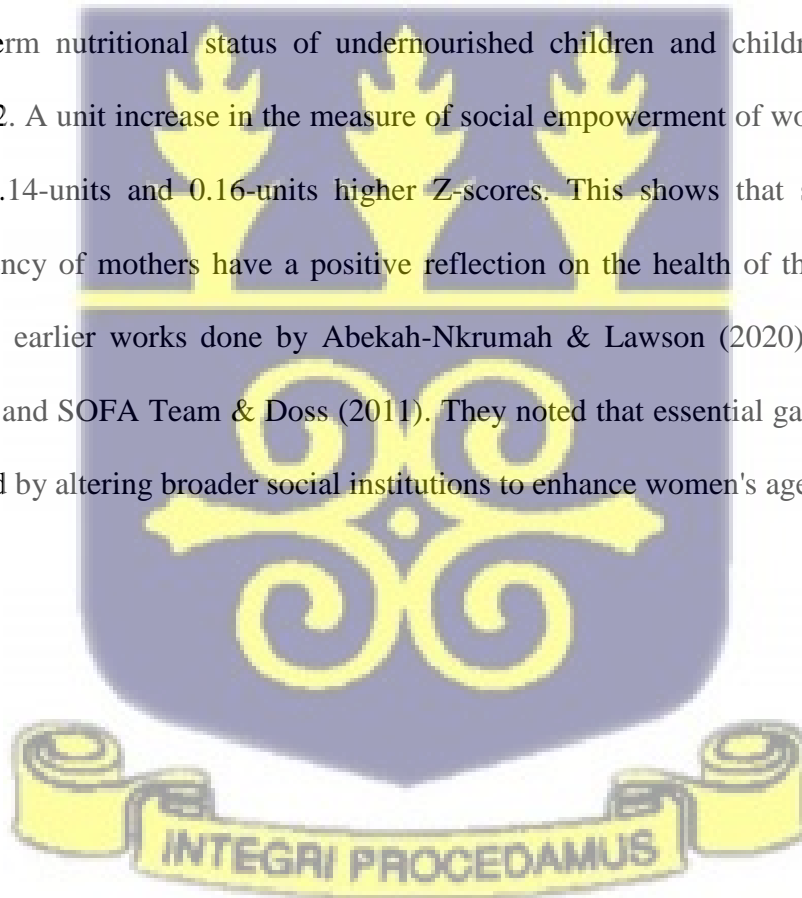 erm nutritional status of undernourished children and childr
2. A unit increase in the measure of social empowerment of wo
.14-units and 0.16-units higher Z-scores. This shows that s
ncy of mothers have a positive reflection on the health of th
earlier works done by Abekah-Nkrumah & Lawson (2020)
and SOFA Team & Doss (2011). They noted that essential ga
d by altering broader social institutions to enhance women's age
INTEGRI PROCEDAMUS